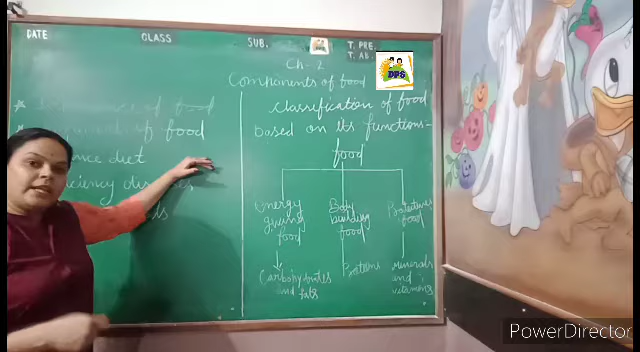 DATE CLASS SUB. T. PRE.
T. AB.
Ch-2
Components of food
DPS
of food
of food
diet
Classification of food
based on its functions-
food
Energy giving food
Body building food
Protective food
Carbohydrates and fats
Proteins
Minerals and vitamins
PowerDirector